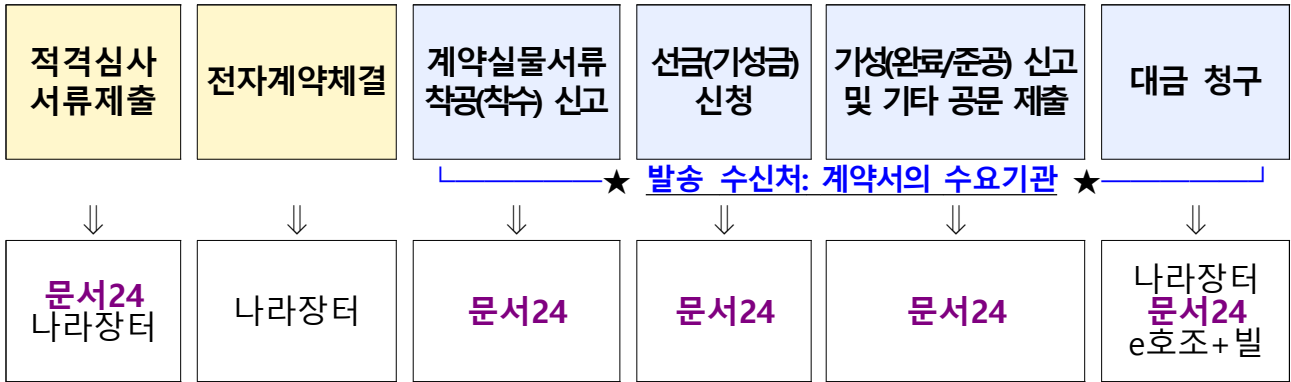 적격심사
서류제출
전자계약체결
계약실물서류
착공(착수) 신고
선금(기성금)
신청
기성(완료/준공) 신고
및 기타 공문 제출
대금 청구
★ 발송 수신처: 계약서의 수요기관 ★
⇓ ⇓ ⇓ ⇓ ⇓ ⇓
문서24
나라장터
나라장터
문서24
문서24
문서24
나라장터
문서24
e호조+빌